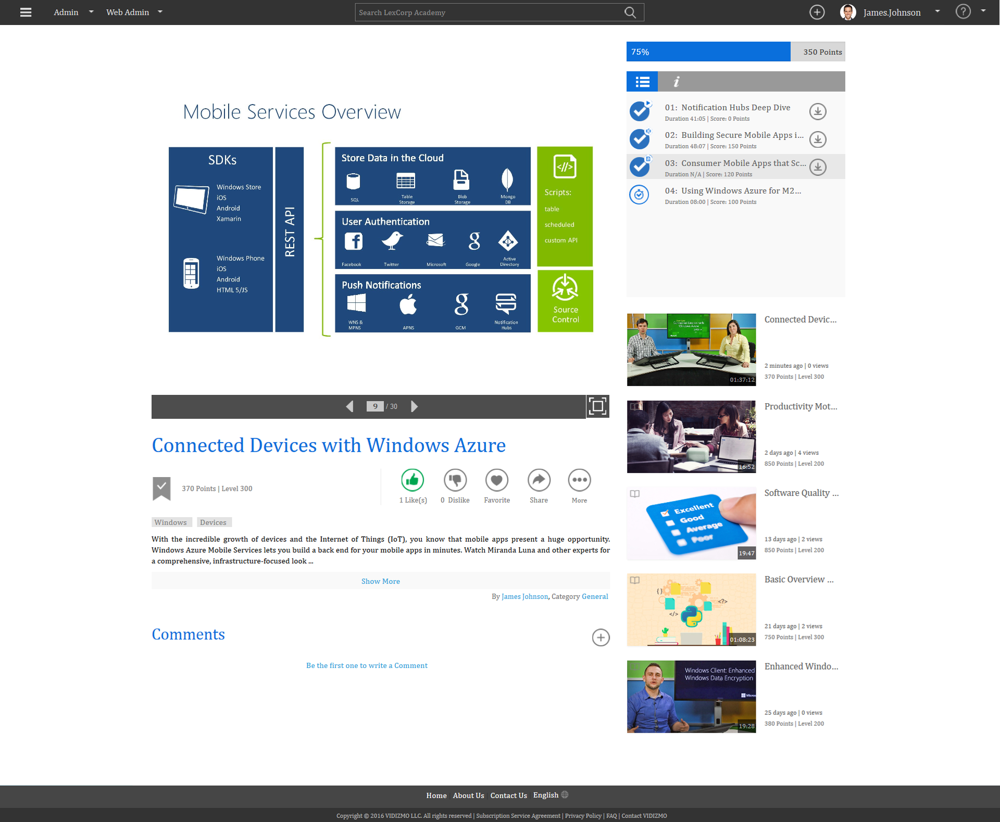 Admin
Web Admin
Search LexCorp Academy
James.Johnson
?
75%
350 Points
i
Mobile Services Overview
SDKs
Windows Store
iOS
Android
Xamarin
Windows Phone
iOS
Android
HTML 5/JS
REST API
Store Data in the Cloud
SQL
Table
Storage
Blob
Storage
Mongo
DB
User Authentication
Facebook
Twitter
Microsoft
Google
Active
Directory
Push Notifications
WNS &
MPNS
APNS
GCM
Notification
Hubs
</>
Scripts:
table
scheduled
custom API
Source
Control
01: Notification Hubs Deep Dive
Duration 41:05 | Score: 0 Points
02: Building Secure Mobile Apps i...
Duration 48:07 | Score: 150 Points
03: Consumer Mobile Apps that Sc...
Duration N/A | Score: 120 Points
04: Using Windows Azure for M2...
Duration 08:00 | Score: 100 Points
9 / 30
Connected Devices with Windows Azure
370 Points | Level 300
1 Like(s)
0 Dislike
Favorite
Share
More
Windows
Devices
With the incredible growth of devices and the Internet of Things (IoT), you know that mobile apps present a huge opportunity.
Windows Azure Mobile Services lets you build a back end for your mobile apps in minutes. Watch Miranda Luna and other experts for
a comprehensive, infrastructure-focused look ...
Show More
By James Johnson, Category General
Comments
Be the first one to write a Comment
Connected Devices with
Windows Azure
01:37:12
Connected Devic...
2 minutes ago | 0 views
370 Points | Level 300
16:52
Productivity Mot...
2 days ago | 4 views
850 Points | Level 200
Excellent
Good
Average
Poor
19:47
Software Quality ...
13 days ago | 2 views
850 Points | Level 200
{ }
<?>
</>
01:08:23
Basic Overview ...
21 days ago | 2 views
750 Points | Level 300
Windows Client: Enhanced
Windows Data Encryption
Micros
19:28
Enhanced Windo...
25 days ago | 0 views
380 Points | Level 200
Home
About Us
Contact Us
English
Copyright © 2016 VIDIZMO LLC. All rights reserved | Subscription Service Agreement | Privacy Policy | FAQ | Contact VIDIZMO